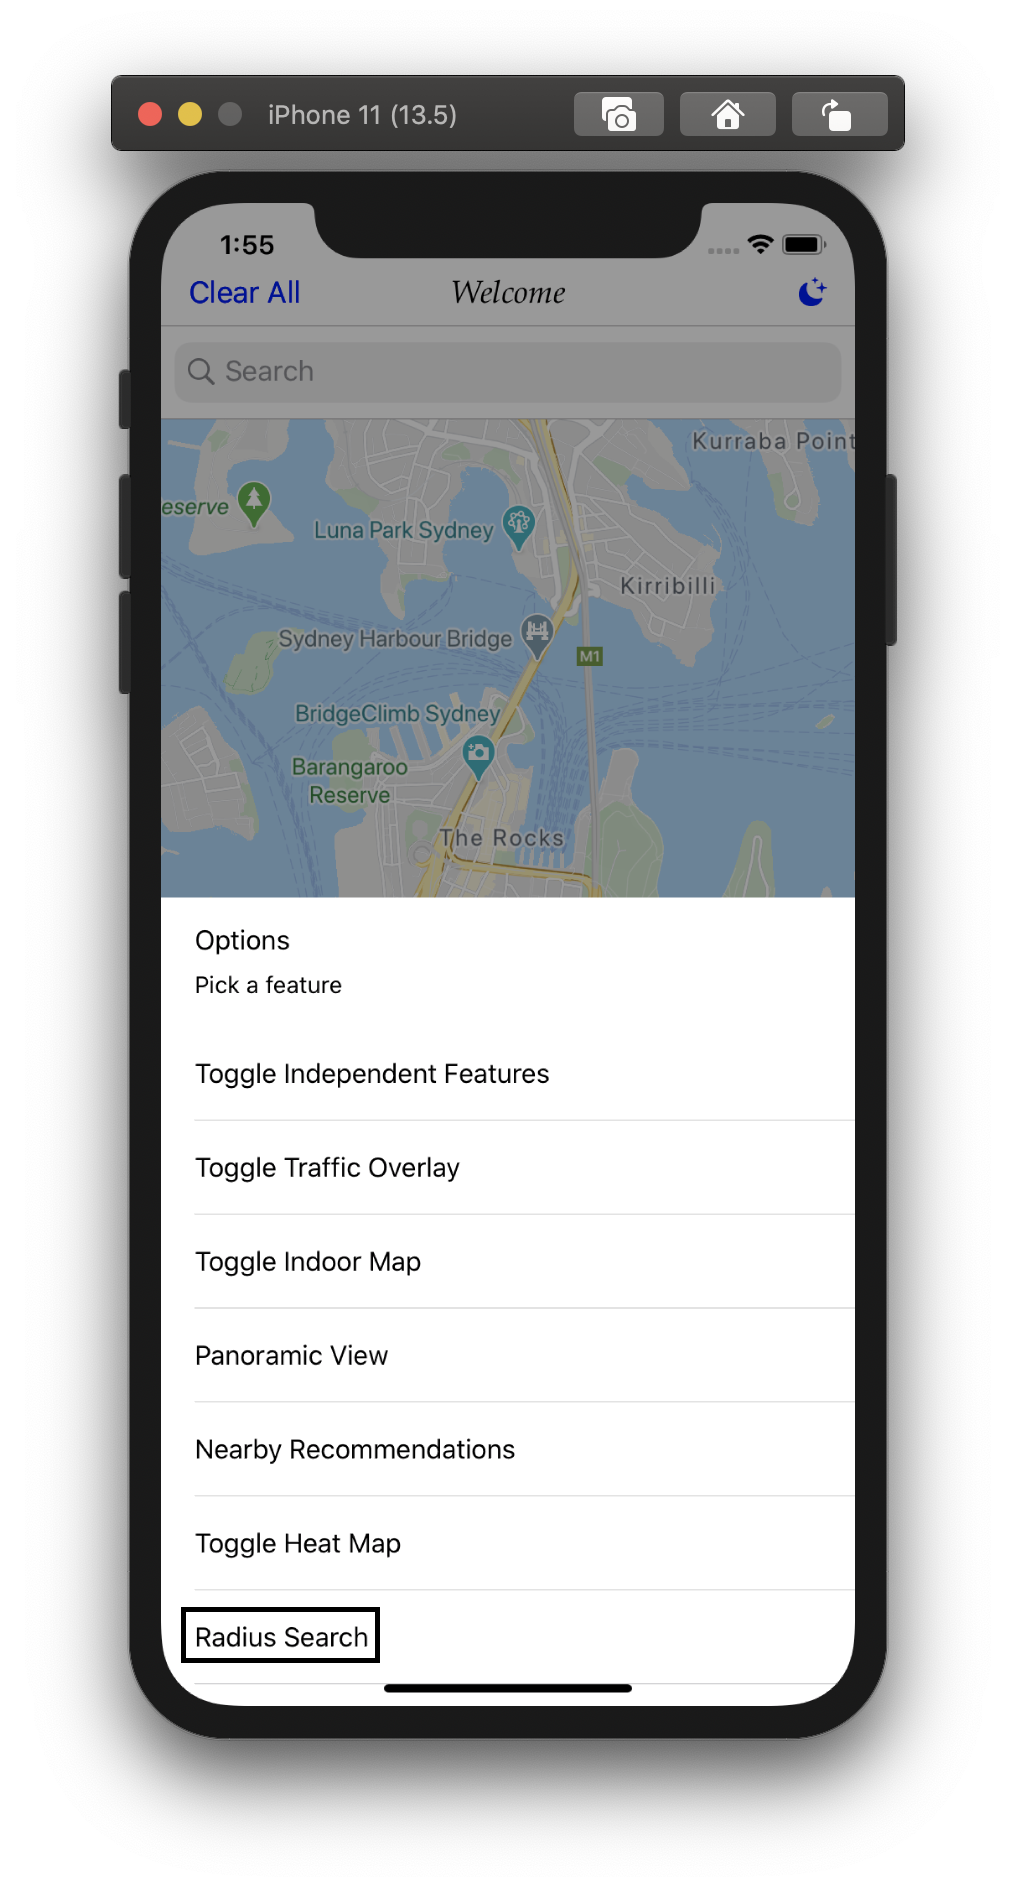 iPhone 11 (13.5)
1:55
Clear All
Welcome
Search
Kurraba Point
eserve
Luna Park Sydney
Kirribilli
Sydney Harbour Bridge
M1
BridgeClimb Sydney
Barangaroo
Reserve
The Rocks
Options
Pick a feature
Toggle Independent Features
Toggle Traffic Overlay
Toggle Indoor Map
Panoramic View
Nearby Recommendations
Toggle Heat Map
Radius Search